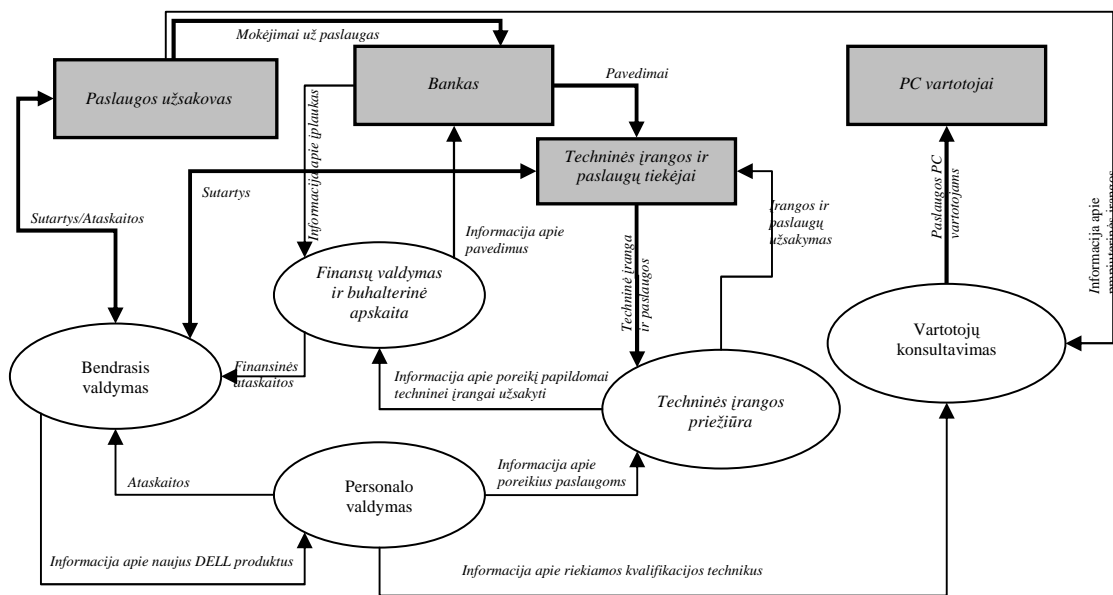 Mokėjimai už paslaugas
Paslaugos užsakovas
Bankas
Pavedimai
PC vartotojai
Informacija apie įplaukas
Techninės įrangos ir
paslaugų tiekėjai
Sutartys
Sutartys/Ataskaitos
Informacija apie
pavedimus
Įrangos ir
paslaugų
užsakymas
Paslaugos PC
vartotojams
Informacija apie
Techninė įranga
ir paslaugos
Finansų valdymas
ir buhalterinė
apskaita
Vartotojų
konsultavimas
Bendrasis
valdymas
Finansinės
ataskaitos
Informacija apie poreikį papildomai
techninei įrangai užsakyti
Techninės įrangos
priežiūra
Ataskaitos
Personalo
valdymas
Informacija apie
poreikius paslaugoms
Informacija apie naujus DELL produktus
Informacija apie riekiamos kvalifikacijos technikus